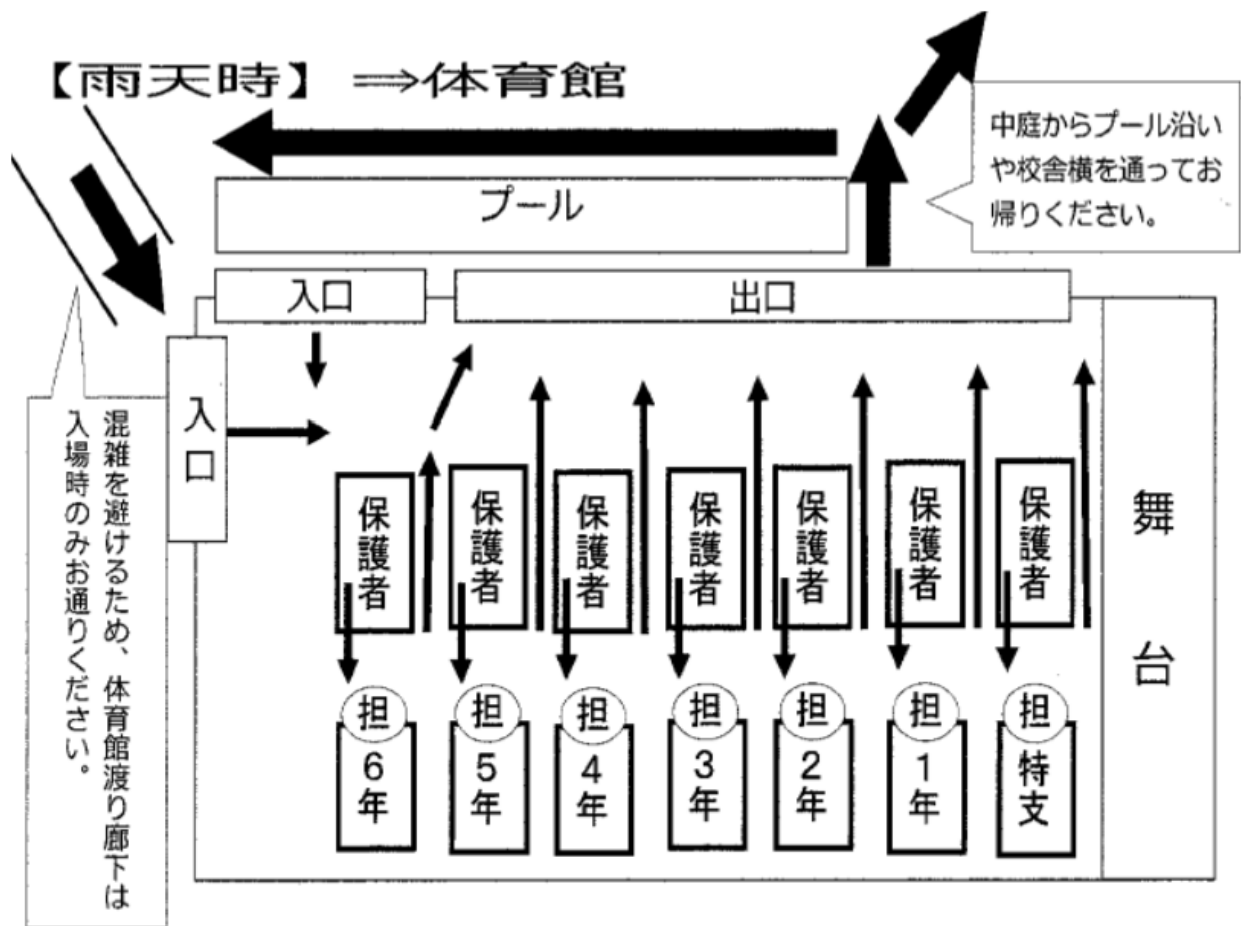 【雨天時】⇒体育館
中庭からプール沿い
や校舎横を通ってお
帰りください。
プール
入口
出口
入口
混雑を避けるため、体育館渡り廊下は
入場時のみお通りください。
保護者
保護者
保護者
保護者
保護者
保護者
保護者
舞台
担
担
担
担
担
担
担
6年
5年
4年
3年
2年
1年
特支